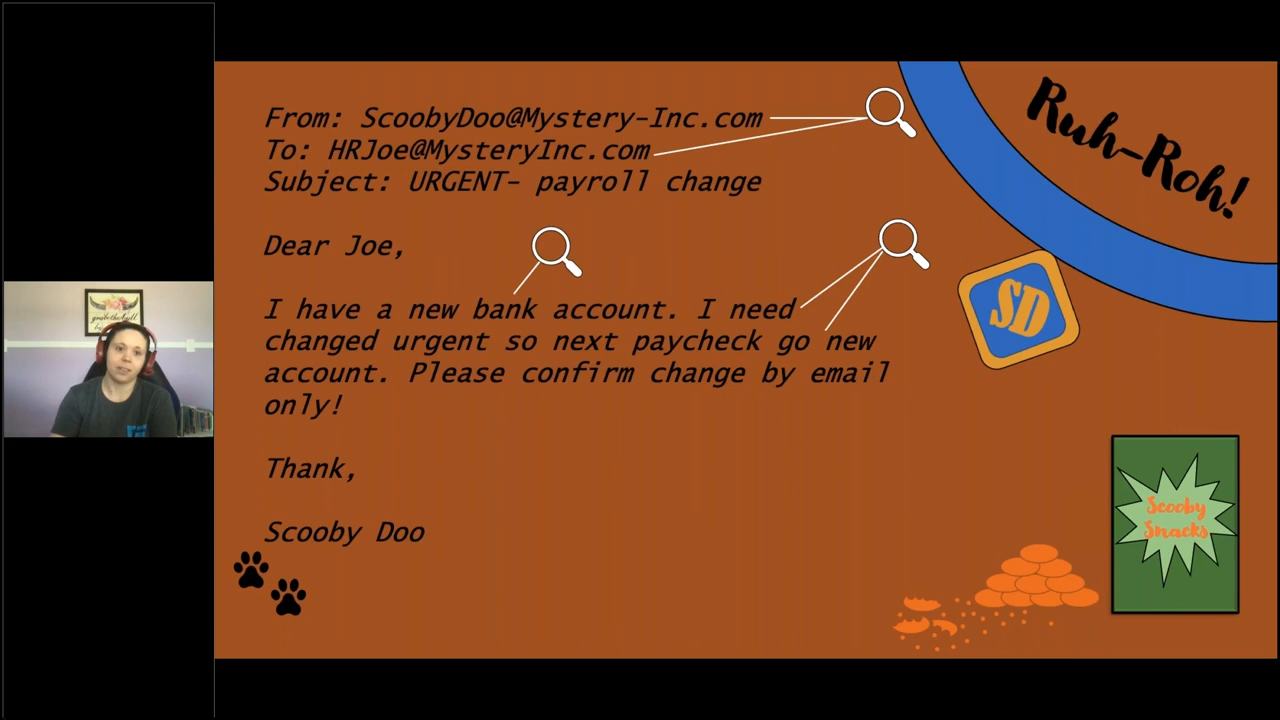 From: ScoobyDoo@Mystery-Inc.com
To: HRJoe@MysteryInc.com
Subject: URGENT- payroll change
Dear Joe,
I have a new bank account. I need
changed urgent so next paycheck go new
account. Please confirm change by email
only!
Thank,
Scooby Doo
Ruh-Roh!
SD
Scooby
Snacks